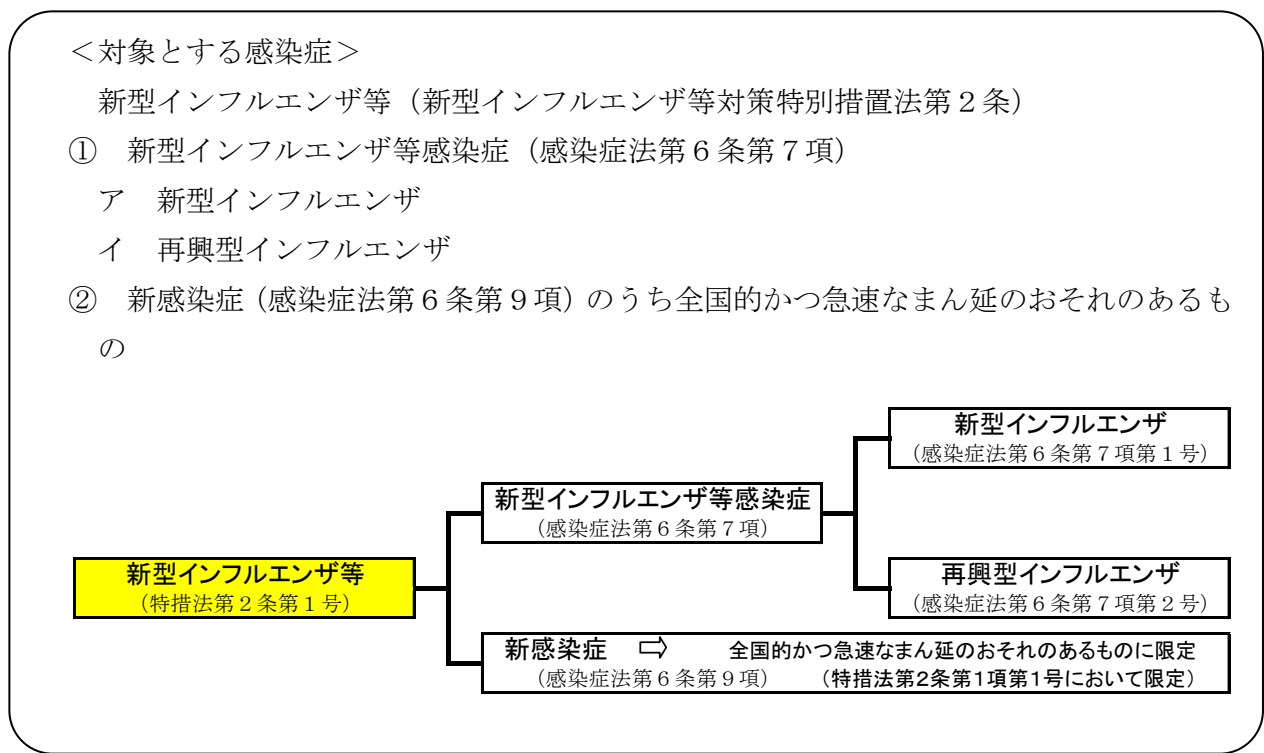 ＜対象とする感染症＞
新型インフルエンザ等（新型インフルエンザ等対策特別措置法第２条）
①　新型インフルエンザ等感染症（感染症法第６条第７項）
ア　新型インフルエンザ
イ　再興型インフルエンザ
②　新感染症（感染症法第６条第９項）のうち全国的かつ急速なまん延のおそれのあるも
の
新型インフルエンザ
（感染症法第６条第７項第１号）
新型インフルエンザ等感染症
（感染症法第６条第７項）
新型インフルエンザ等
（特措法第２条第１号）
再興型インフルエンザ
（感染症法第６条第７項第２号）
新感染症　⇨　全国的かつ急速なまん延のおそれのあるものに限定
（感染症法第６条第９項）　（特措法第2条第1項第1号において限定）